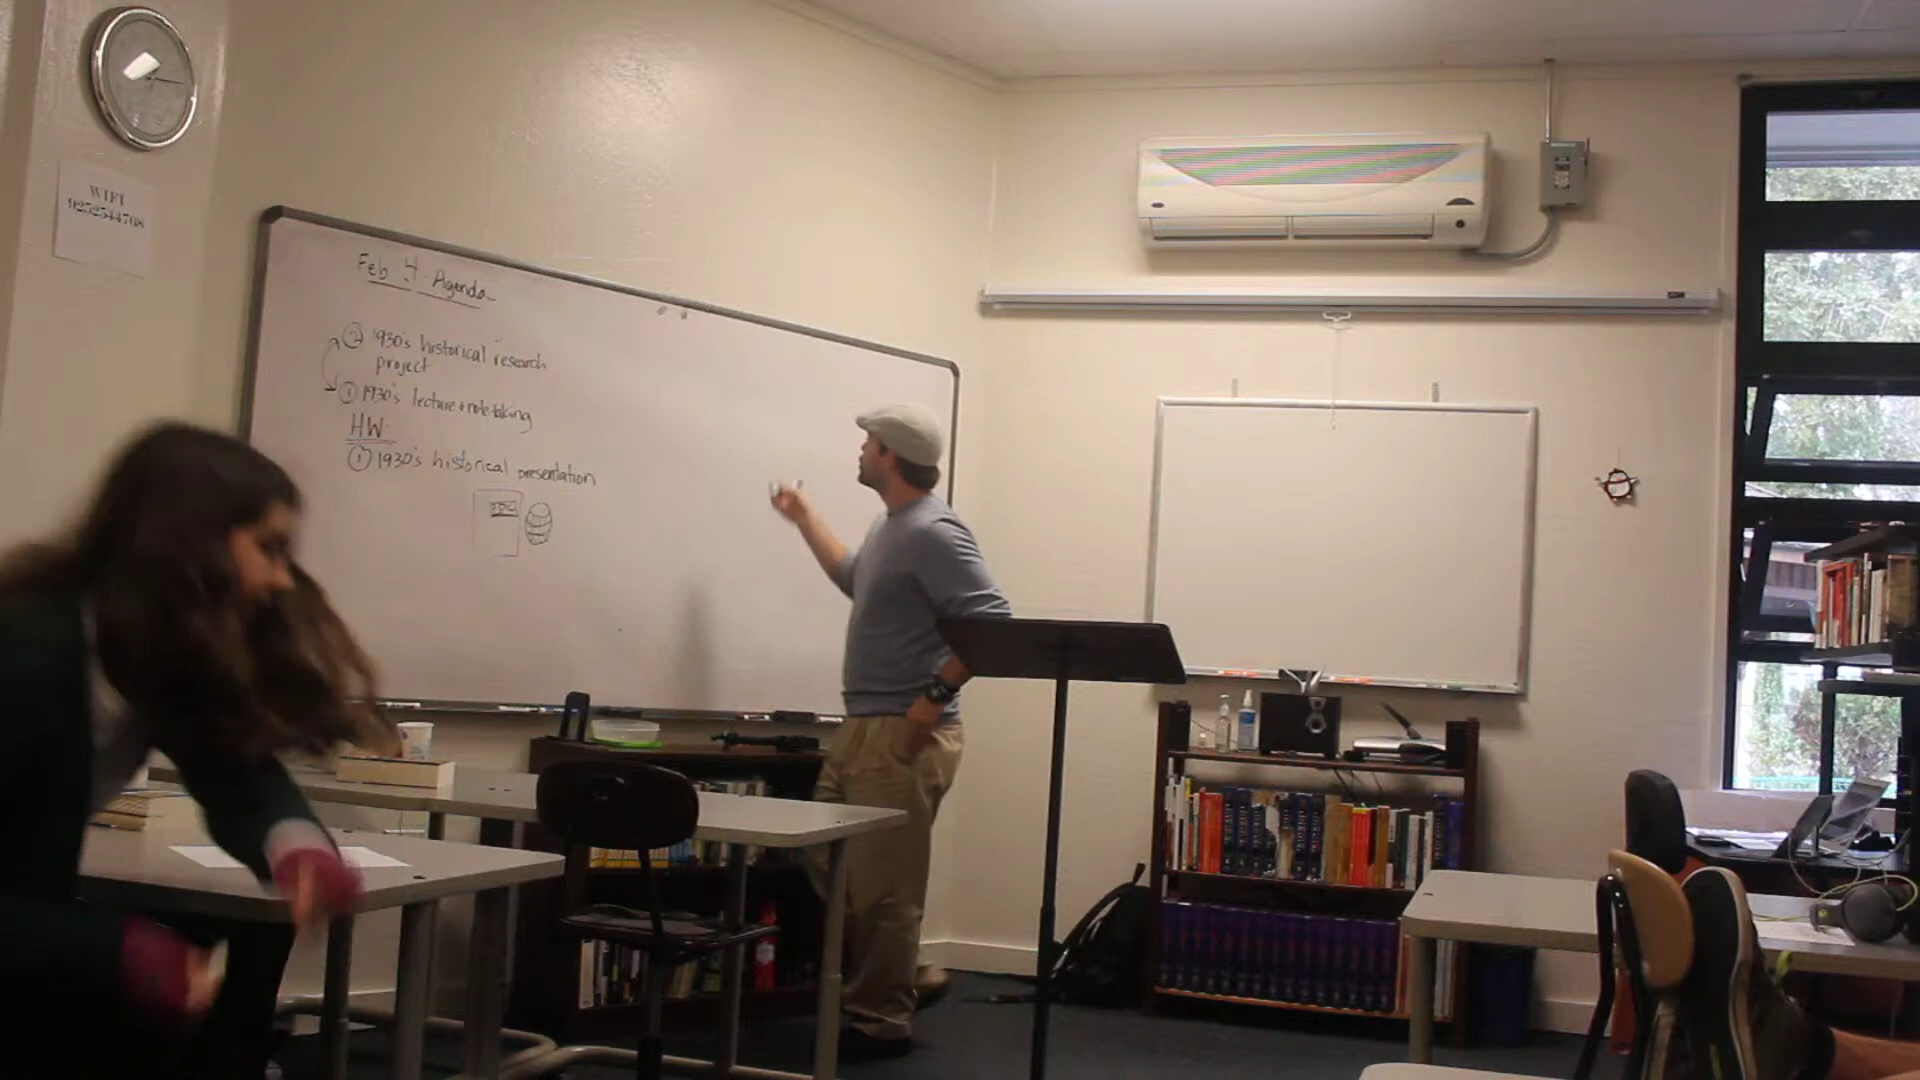 WIFI
Feb 4 - Agenda
② 1930's historical research
project
① 1930's lecture + note-taking
HW
① 1930's historical presentation